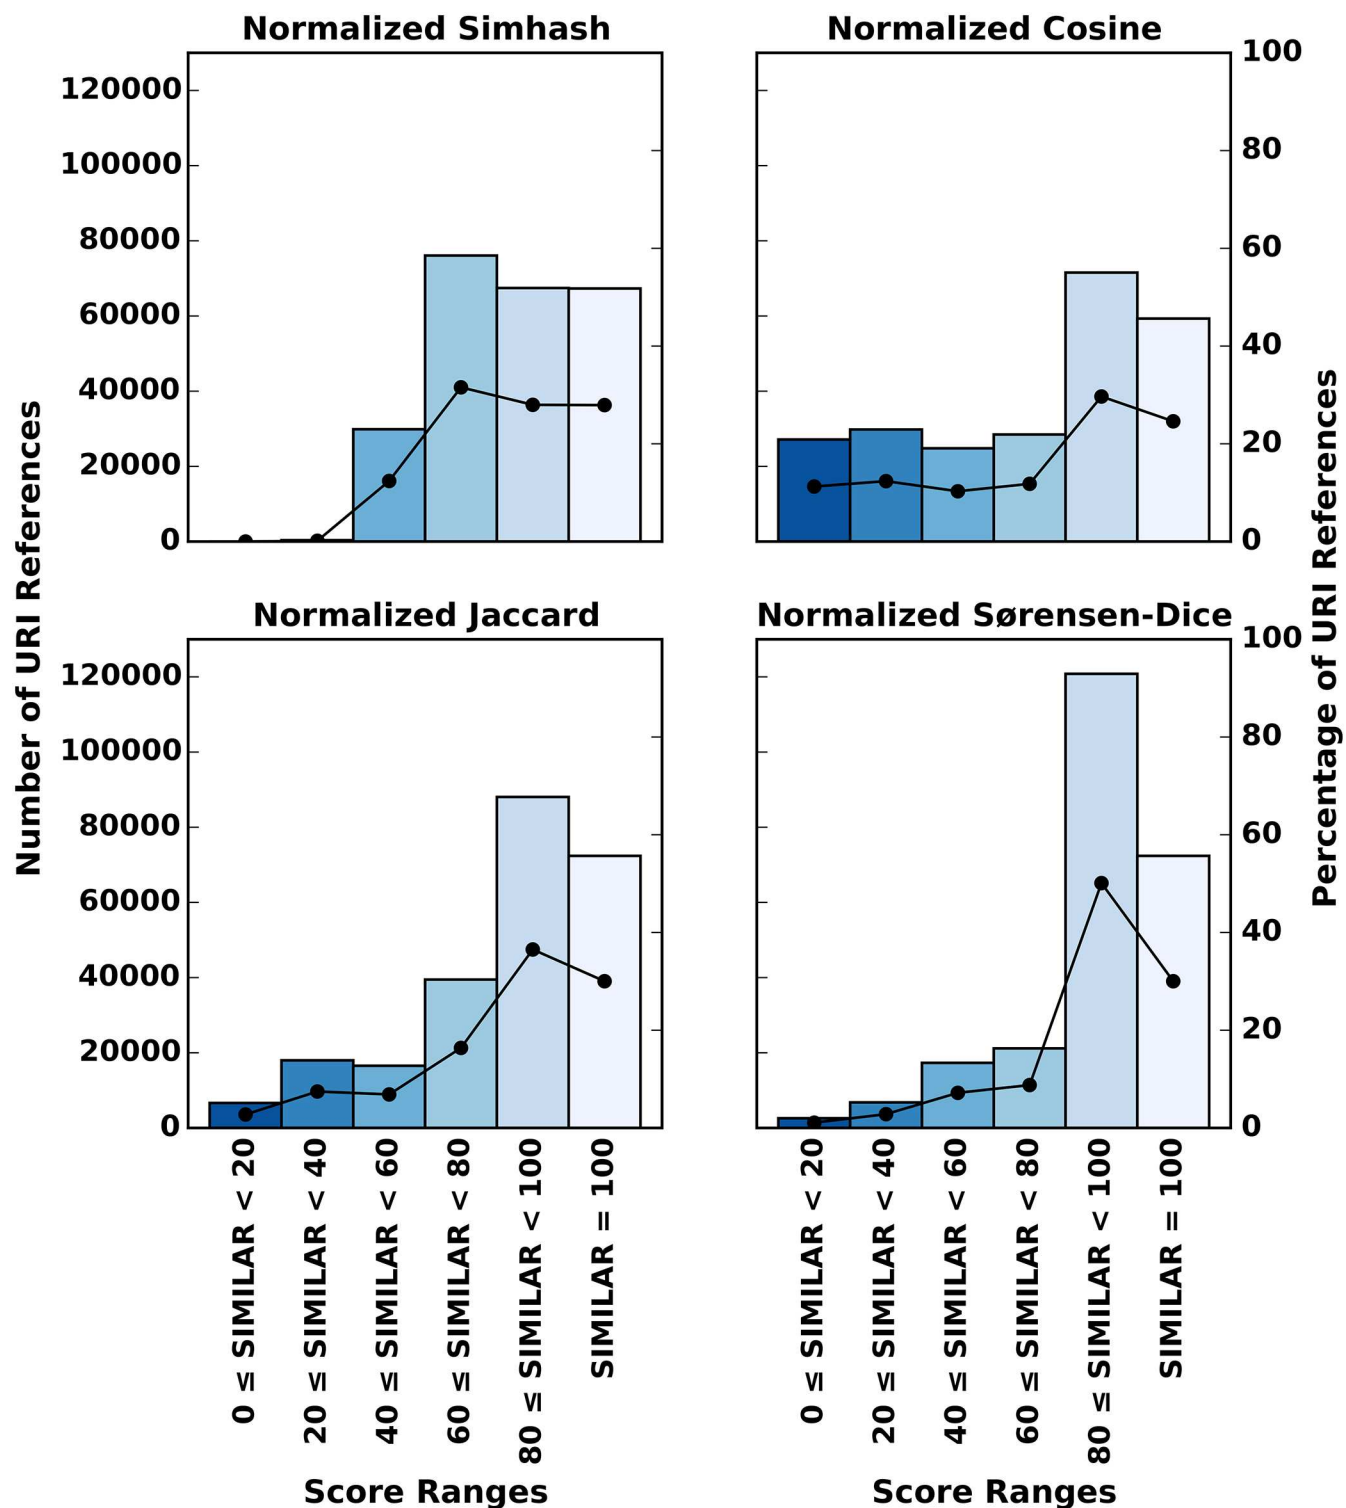 Normalized Simhash
Normalized Cosine
120000
100000
80000
60000
40000
20000
0
100
80
60
40
20
0
Number of URI References
Percentage of URI References
Normalized Jaccard
Normalized Sørensen-Dice
120000
100000
80000
60000
40000
20000
0
100
80
60
40
20
0
0 ≤ SIMILAR < 20
20 ≤ SIMILAR < 40
40 ≤ SIMILAR < 60
60 ≤ SIMILAR < 80
80 ≤ SIMILAR < 100
SIMILAR = 100
0 ≤ SIMILAR < 20
20 ≤ SIMILAR < 40
40 ≤ SIMILAR < 60
60 ≤ SIMILAR < 80
80 ≤ SIMILAR < 100
SIMILAR = 100
Score Ranges
Score Ranges